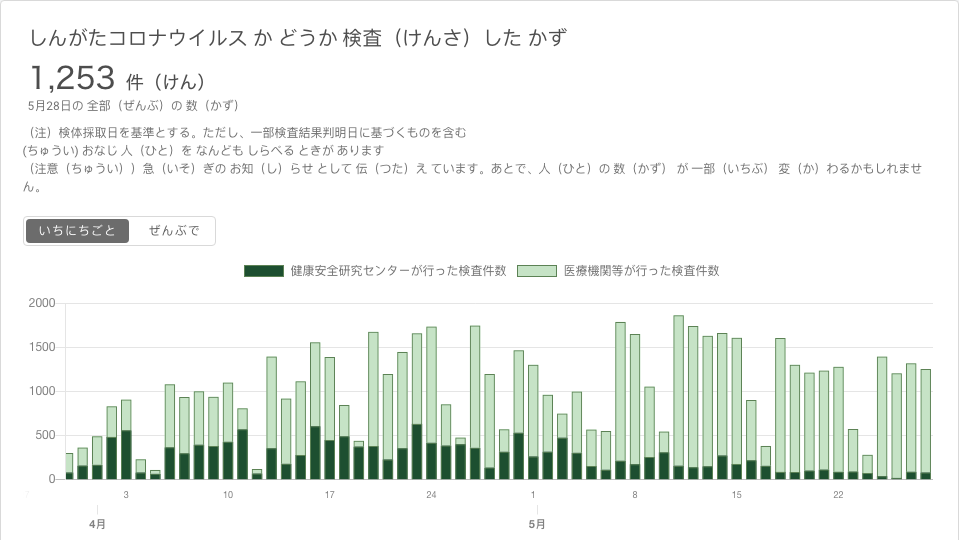 しんがたコロナウイルス か どうか 検査（けんさ）した かず
1,253 件（けん）
5月28日の 全部（ぜんぶ）の 数（かず）
（注）検体採取日を基準とする。ただし、一部検査結果判明日に基づくものを含む
(ちゅうい) おなじ 人（ひと）を なんども しらべる ときが あります
（注意（ちゅうい））急（いそ）ぎの お知（し）らせ として 伝（つた）え ています。あとで、人（ひと）の 数（かず） が 一部（いちぶ） 変（か）わるかもしれませ
ん。
いちにちごと ぜんぶで
健康安全研究センターが行った検査件数 医療機関等が行った検査件数
2000
1500
1000
500
0
3 10 17 24 1 8 15 22
4月 5月